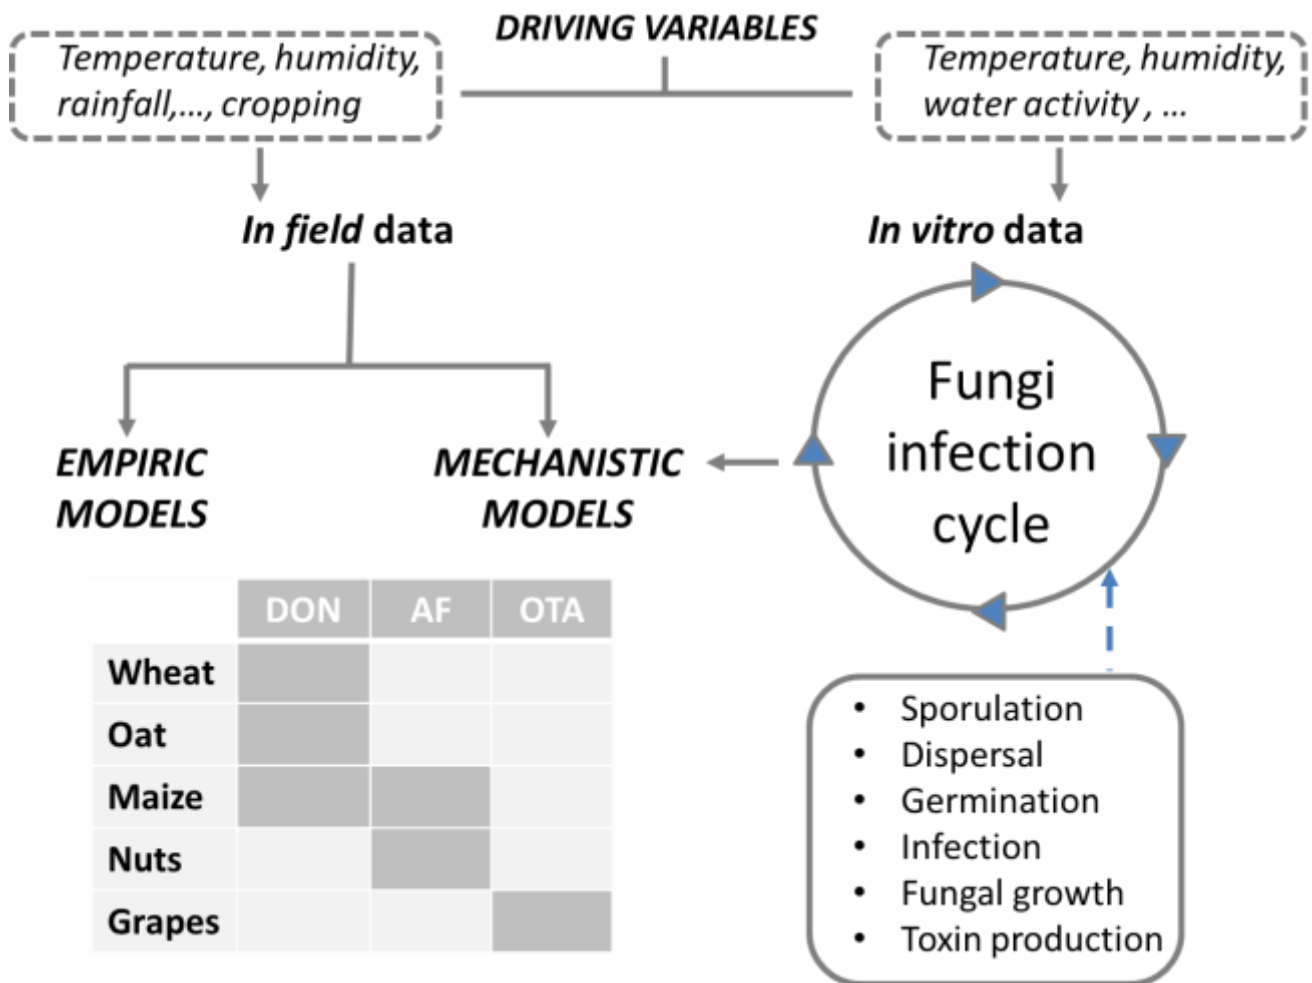 DRIVING VARIABLES
Temperature, humidity,
rainfall,..., cropping
Temperature, humidity,
water activity , ...
In field data
In vitro data
EMPIRIC
MODELS
MECHANISTIC
MODELS
Fungi
infection
cycle
DON AF OTA
Wheat
Oat
Maize
Nuts
Grapes
• Sporulation
• Dispersal
• Germination
• Infection
• Fungal growth
• Toxin production